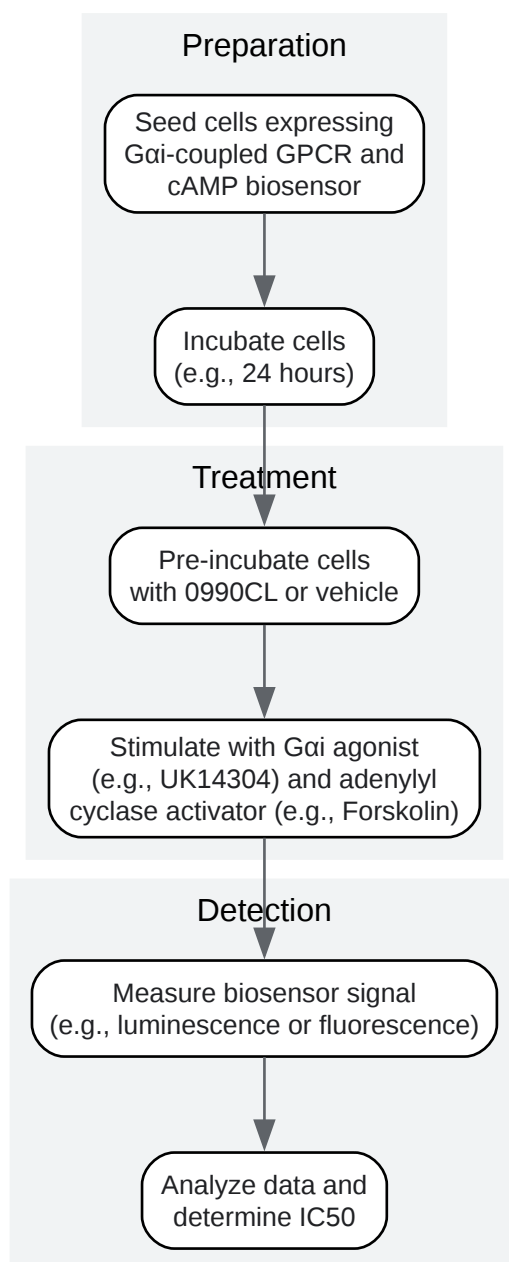 Preparation
Seed cells expressing
Gαi-coupled GPCR and
cAMP biosensor
Incubate cells
(e.g., 24 hours)
Treatment
Pre-incubate cells
with 0990CL or vehicle
Stimulate with Gαi agonist
(e.g., UK14304) and adenylyl
cyclase activator (e.g., Forskolin)
Detection
Measure biosensor signal
(e.g., luminescence or fluorescence)
Analyze data and
determine IC50